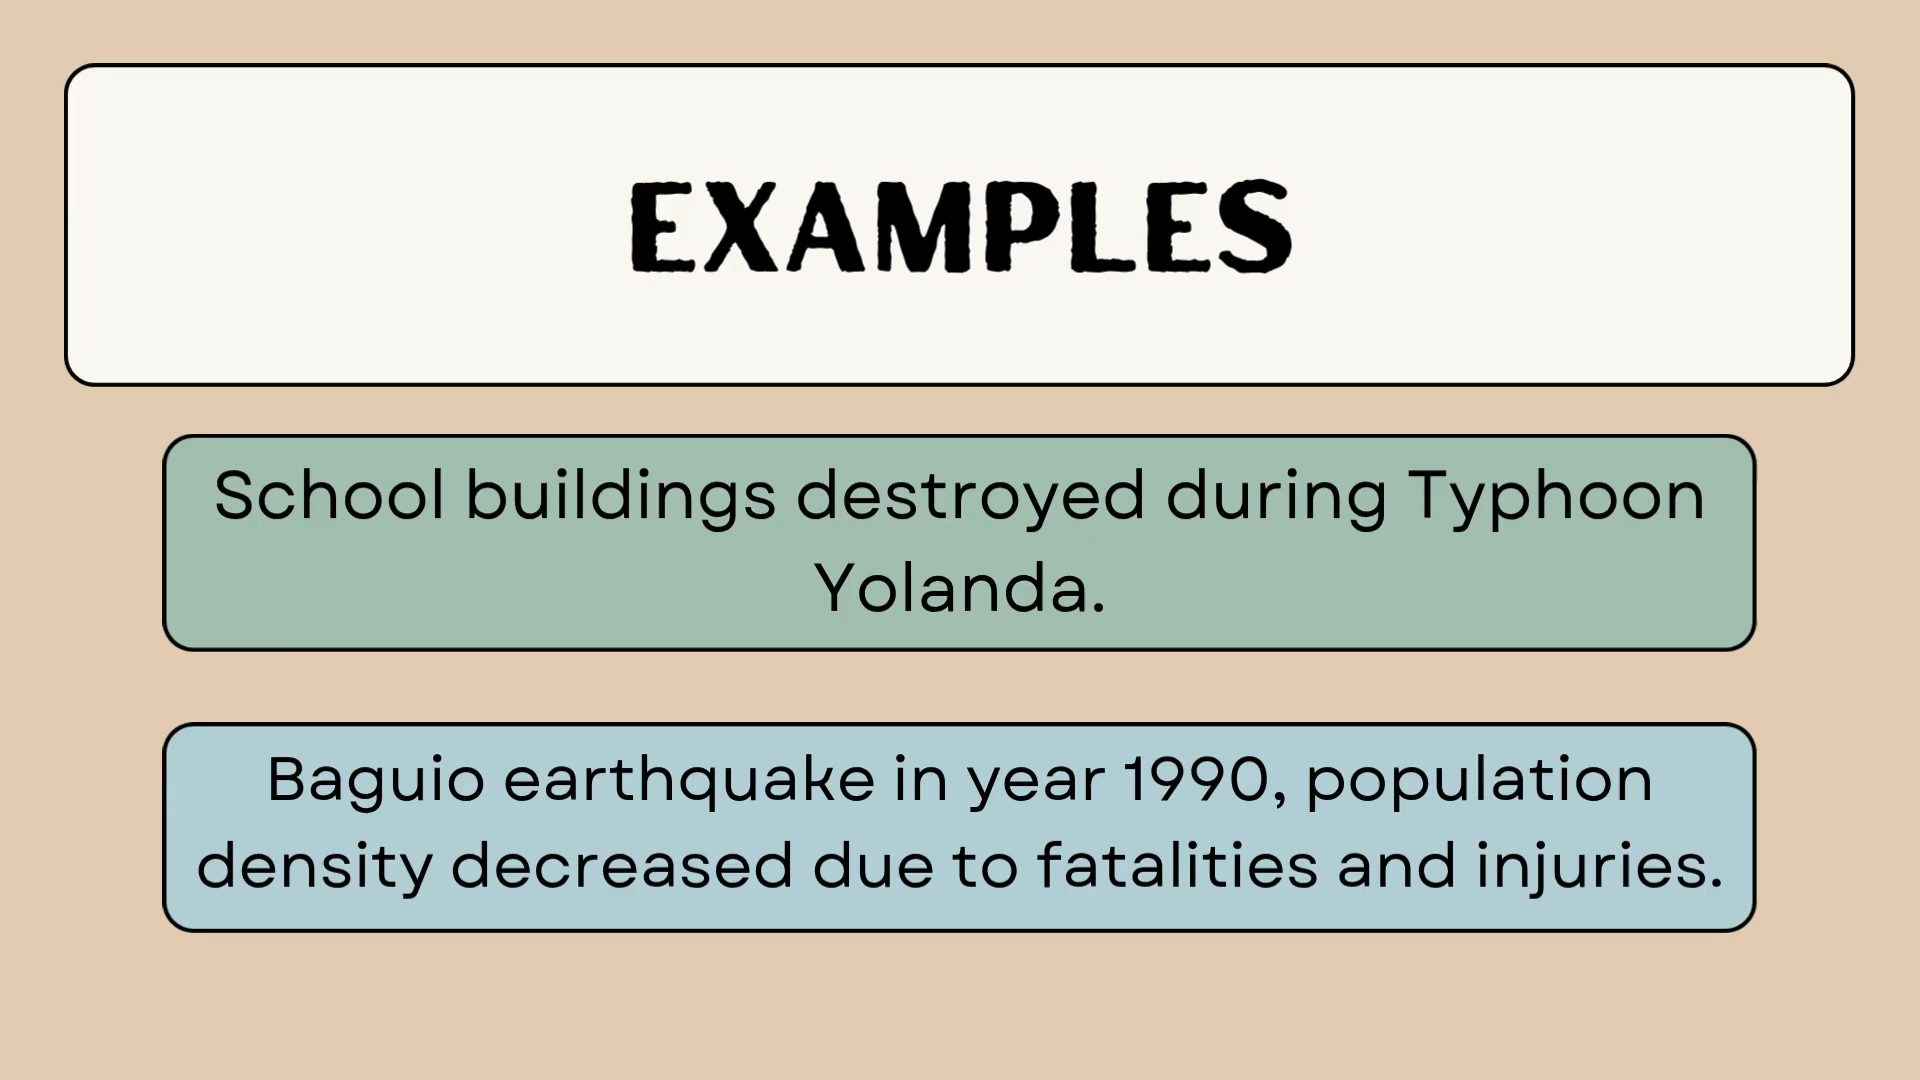 EXAMPLES
School buildings destroyed during Typhoon
Yolanda.
Baguio earthquake in year 1990, population
density decreased due to fatalities and injuries.